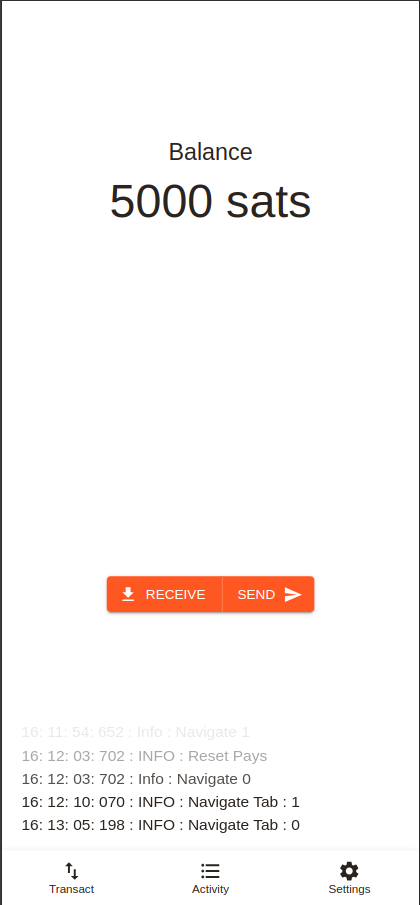 Balance
5000 sats
RECEIVE
SEND
16: 11: 54: 652 : Info : Navigate 1
16: 12: 03: 702 : INFO : Reset Pays
16: 12: 03: 702 : Info : Navigate 0
16: 12: 10: 070 : INFO : Navigate Tab : 1
16: 13: 05: 198 : INFO : Navigate Tab : 0
Transact
Activity
Settings